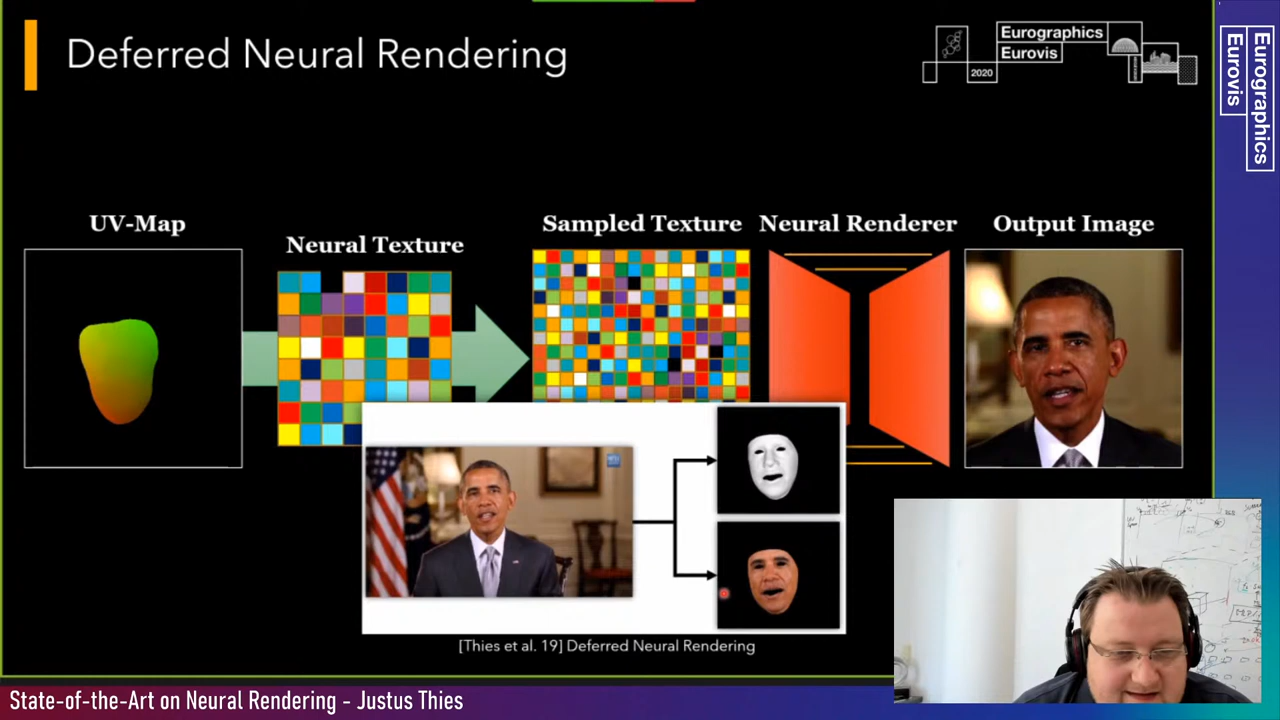 Deferred Neural Rendering
Eurographics
Eurovis
2020
Eurographics
Eurovis
UV-Map
Neural Texture
Sampled Texture
Neural Renderer
Output Image
[Thies et al. 19] Deferred Neural Rendering
State-of-the-Art on Neural Rendering - Justus Thies